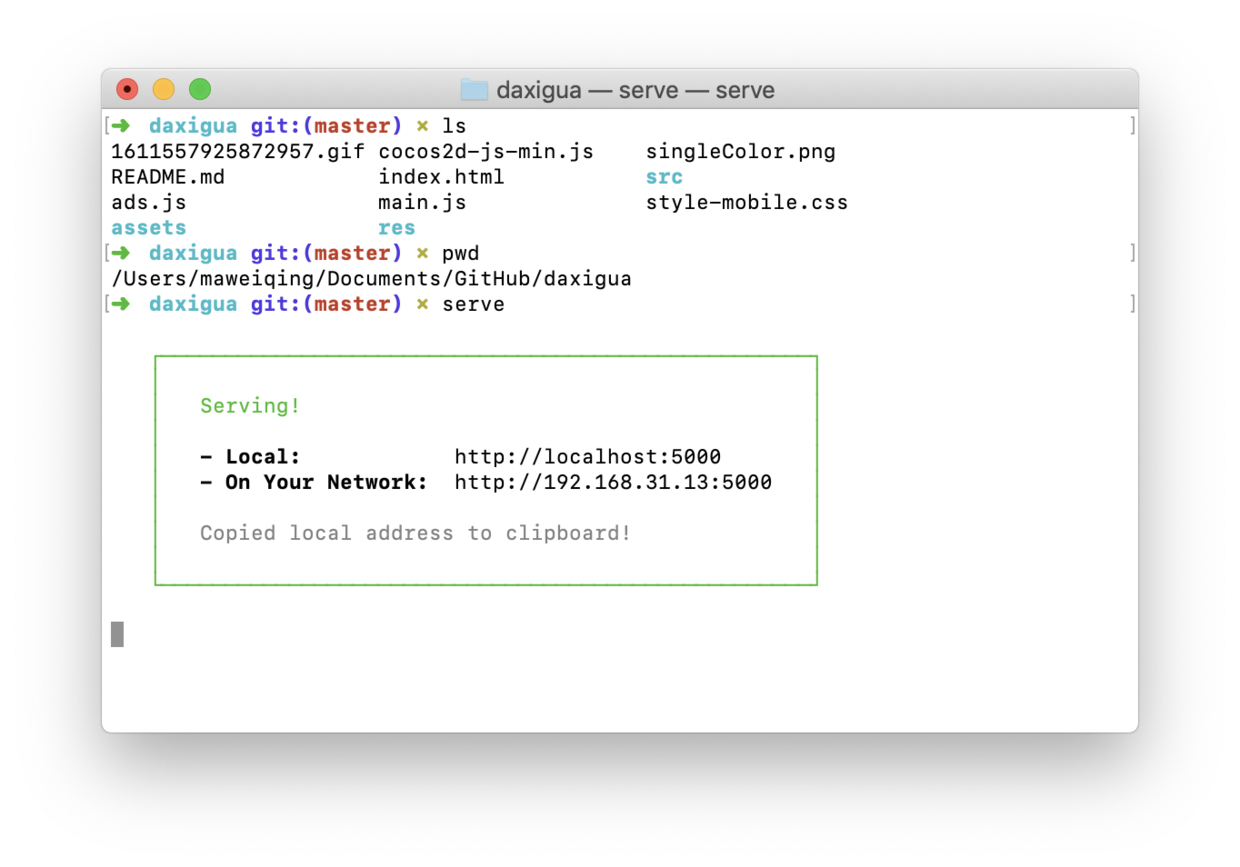 daxigua — serve — serve
[➜ daxigua git:(master) × ls ]
1611557925872957.gif cocos2d-js-min.js singleColor.png
README.md index.html src
ads.js main.js style-mobile.css
assets res
[➜ daxigua git:(master) × pwd ]
/Users/maweiqing/Documents/GitHub/daxigua
[➜ daxigua git:(master) × serve ]
Serving!
- Local: http://localhost:5000
- On Your Network: http://192.168.31.13:5000
Copied local address to clipboard!